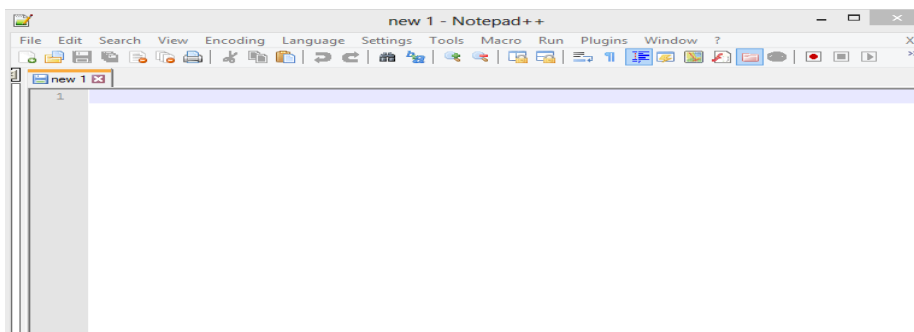 new 1 - Notepad++
File Edit Search View Encoding Language Settings Tools Macro Run Plugins Window ? X
new 1
1